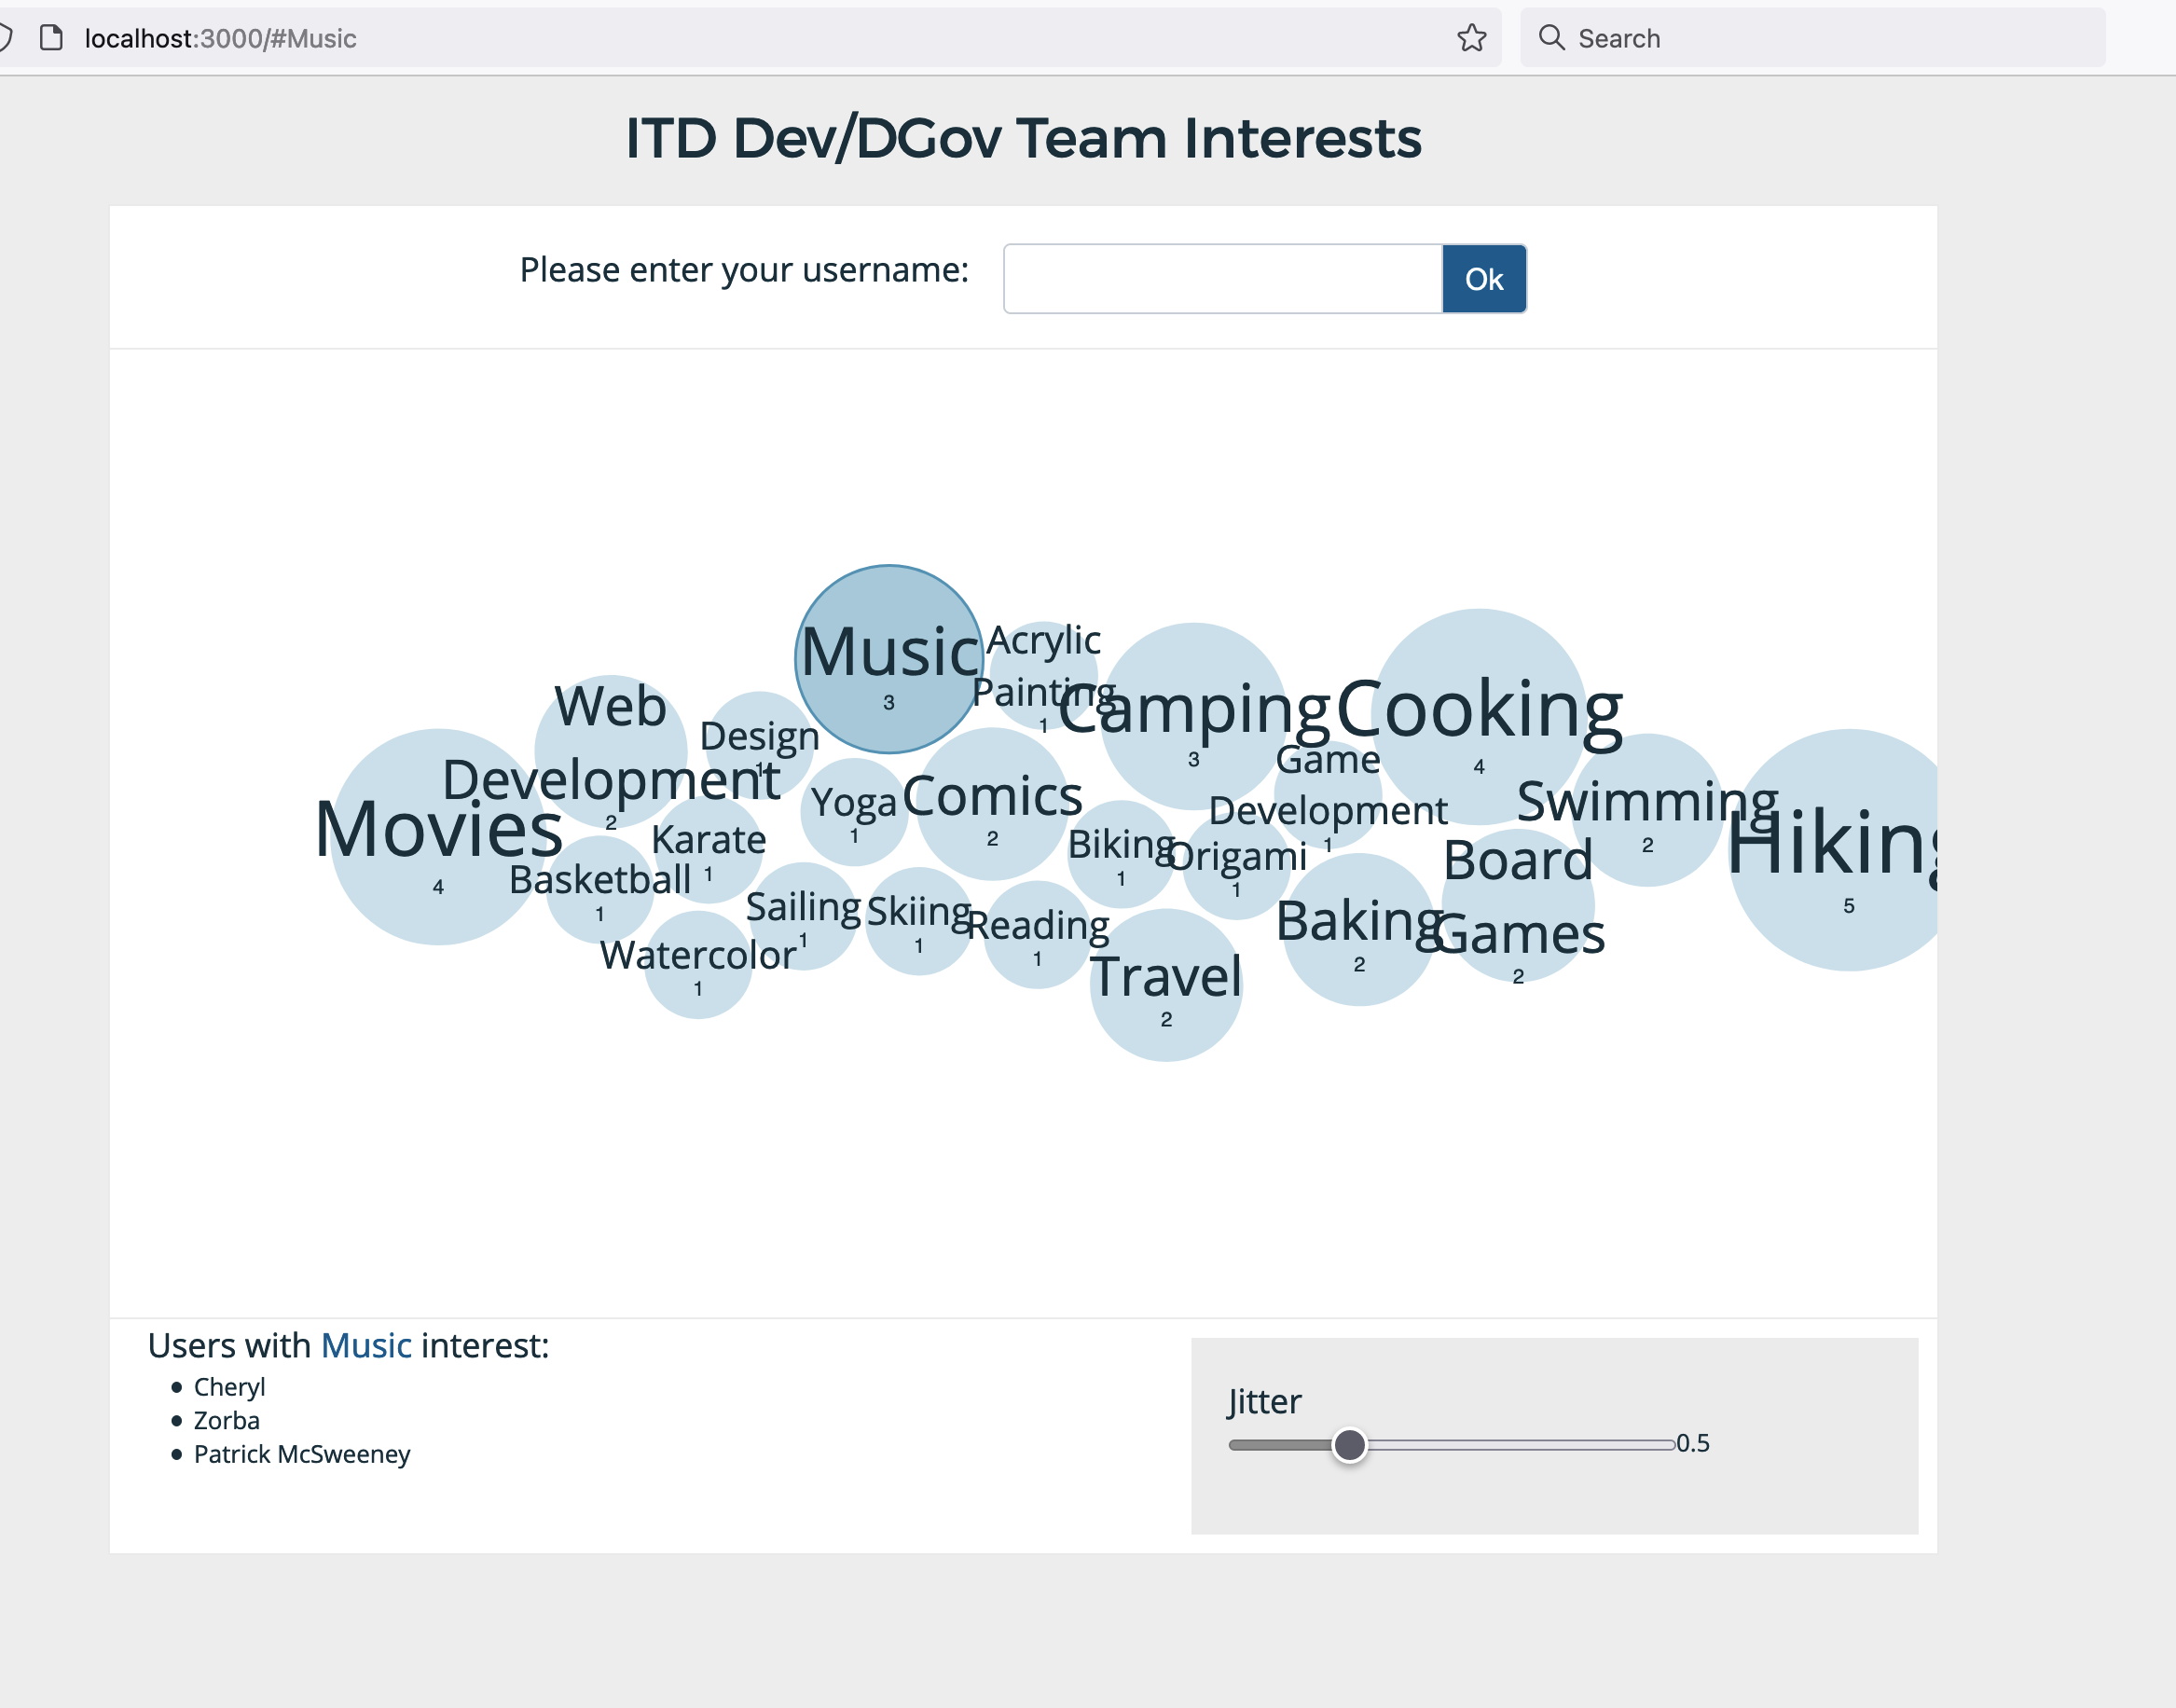 localhost:3000/#Music
Search
ITD Dev/DGov Team Interests
Please enter your username:
Ok
Music
3
Acrylic
Painting
1
Camping
3
Cooking
4
Web
Development
2
Design
1
Movies
4
Yoga
1
Comics
2
Game
Development
1
Swimming
2
Hiking
5
Karate
1
Basketball
1
Biking
1
Origami
1
Board
Games
2
Sailing
1
Skiing
1
Reading
1
Baking
2
Watercolor
1
Travel
2
Users with Music interest:
Cheryl
Zorba
Patrick McSweeney
Jitter
0.5